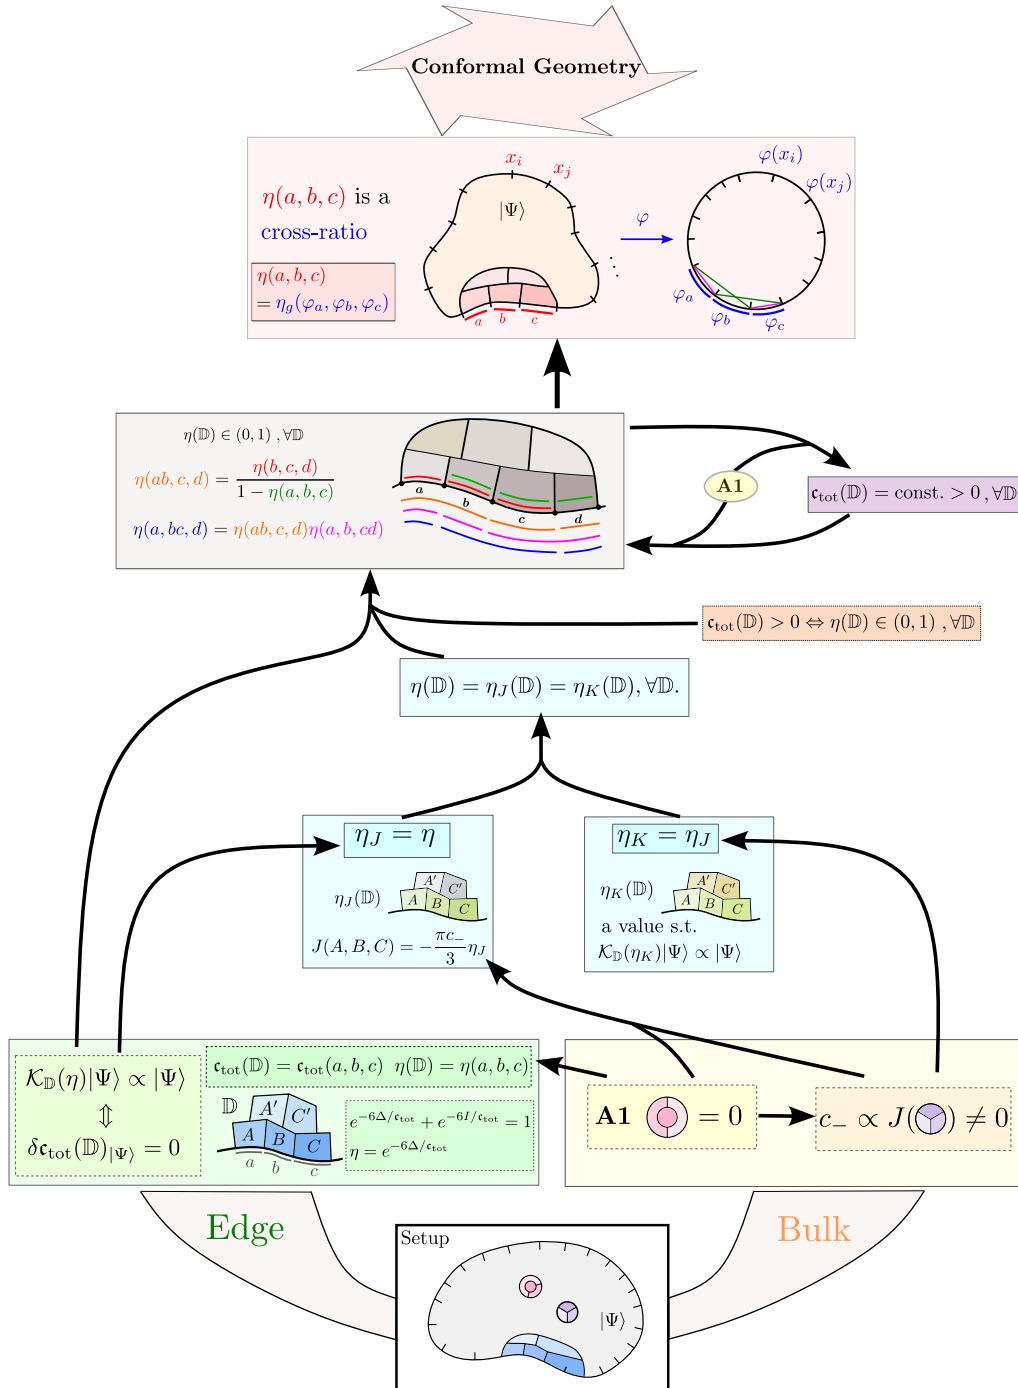 Conformal Geometry
η(a, b, c) is a
cross-ratio
η(a, b, c)
= η_g(φ_a, φ_b, φ_c)
x_i
x_j
|Ψ⟩
a
b
c
φ
⋱
φ(x_i)
φ(x_j)
φ_a
φ_b
φ_c
η(𝔻) ∈ (0, 1) , ∀𝔻
η(ab, c, d) = η(b, c, d) / (1 − η(a, b, c))
η(a, bc, d) = η(ab, c, d)η(a, b, cd)
a
b
c
d
A1
𝔠_tot(𝔻) = const. > 0 , ∀𝔻
𝔠_tot(𝔻) > 0 ⇔ η(𝔻) ∈ (0, 1) , ∀𝔻
η(𝔻) = η_J(𝔻) = η_K(𝔻), ∀𝔻.
η_J = η
η_J(𝔻)
A′
C′
A
B
C
J(A, B, C) = −(πc_−/3) η_J
η_K = η_J
η_K(𝔻)
A′
C′
A
B
C
a value s.t.
𝒦_𝔻(η_K)|Ψ⟩ ∝ |Ψ⟩
𝒦_𝔻(η)|Ψ⟩ ∝ |Ψ⟩
⇕
δ𝔠_tot(𝔻)_|Ψ⟩ = 0
𝔠_tot(𝔻) = 𝔠_tot(a, b, c) η(𝔻) = η(a, b, c)
𝔻
A′
C′
A
B
C
a
b
c
e^{−6Δ/𝔠_tot} + e^{−6I/𝔠_tot} = 1
η = e^{−6Δ/𝔠_tot}
A1 = 0
c_− ∝ J( ) ≠ 0
Edge
Bulk
Setup
|Ψ⟩